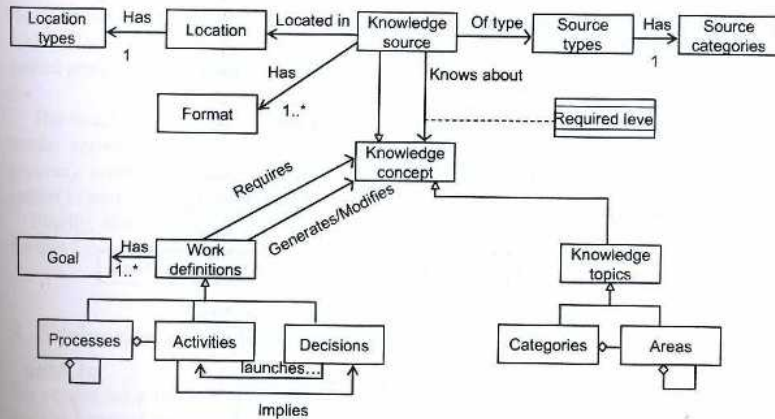 Location
types
Has
1
Location
Located in
Knowledge
source
Of type
Source
types
Has
1
Source
categories
Has
1..*
Format
Knows about
Required leve
Knowledge
concept
Requires
Generates/Modifies
Goal
Has
1..*
Work
definitions
Knowledge
topics
Processes
Activities
Decisions
launches...
Implies
Categories
Areas